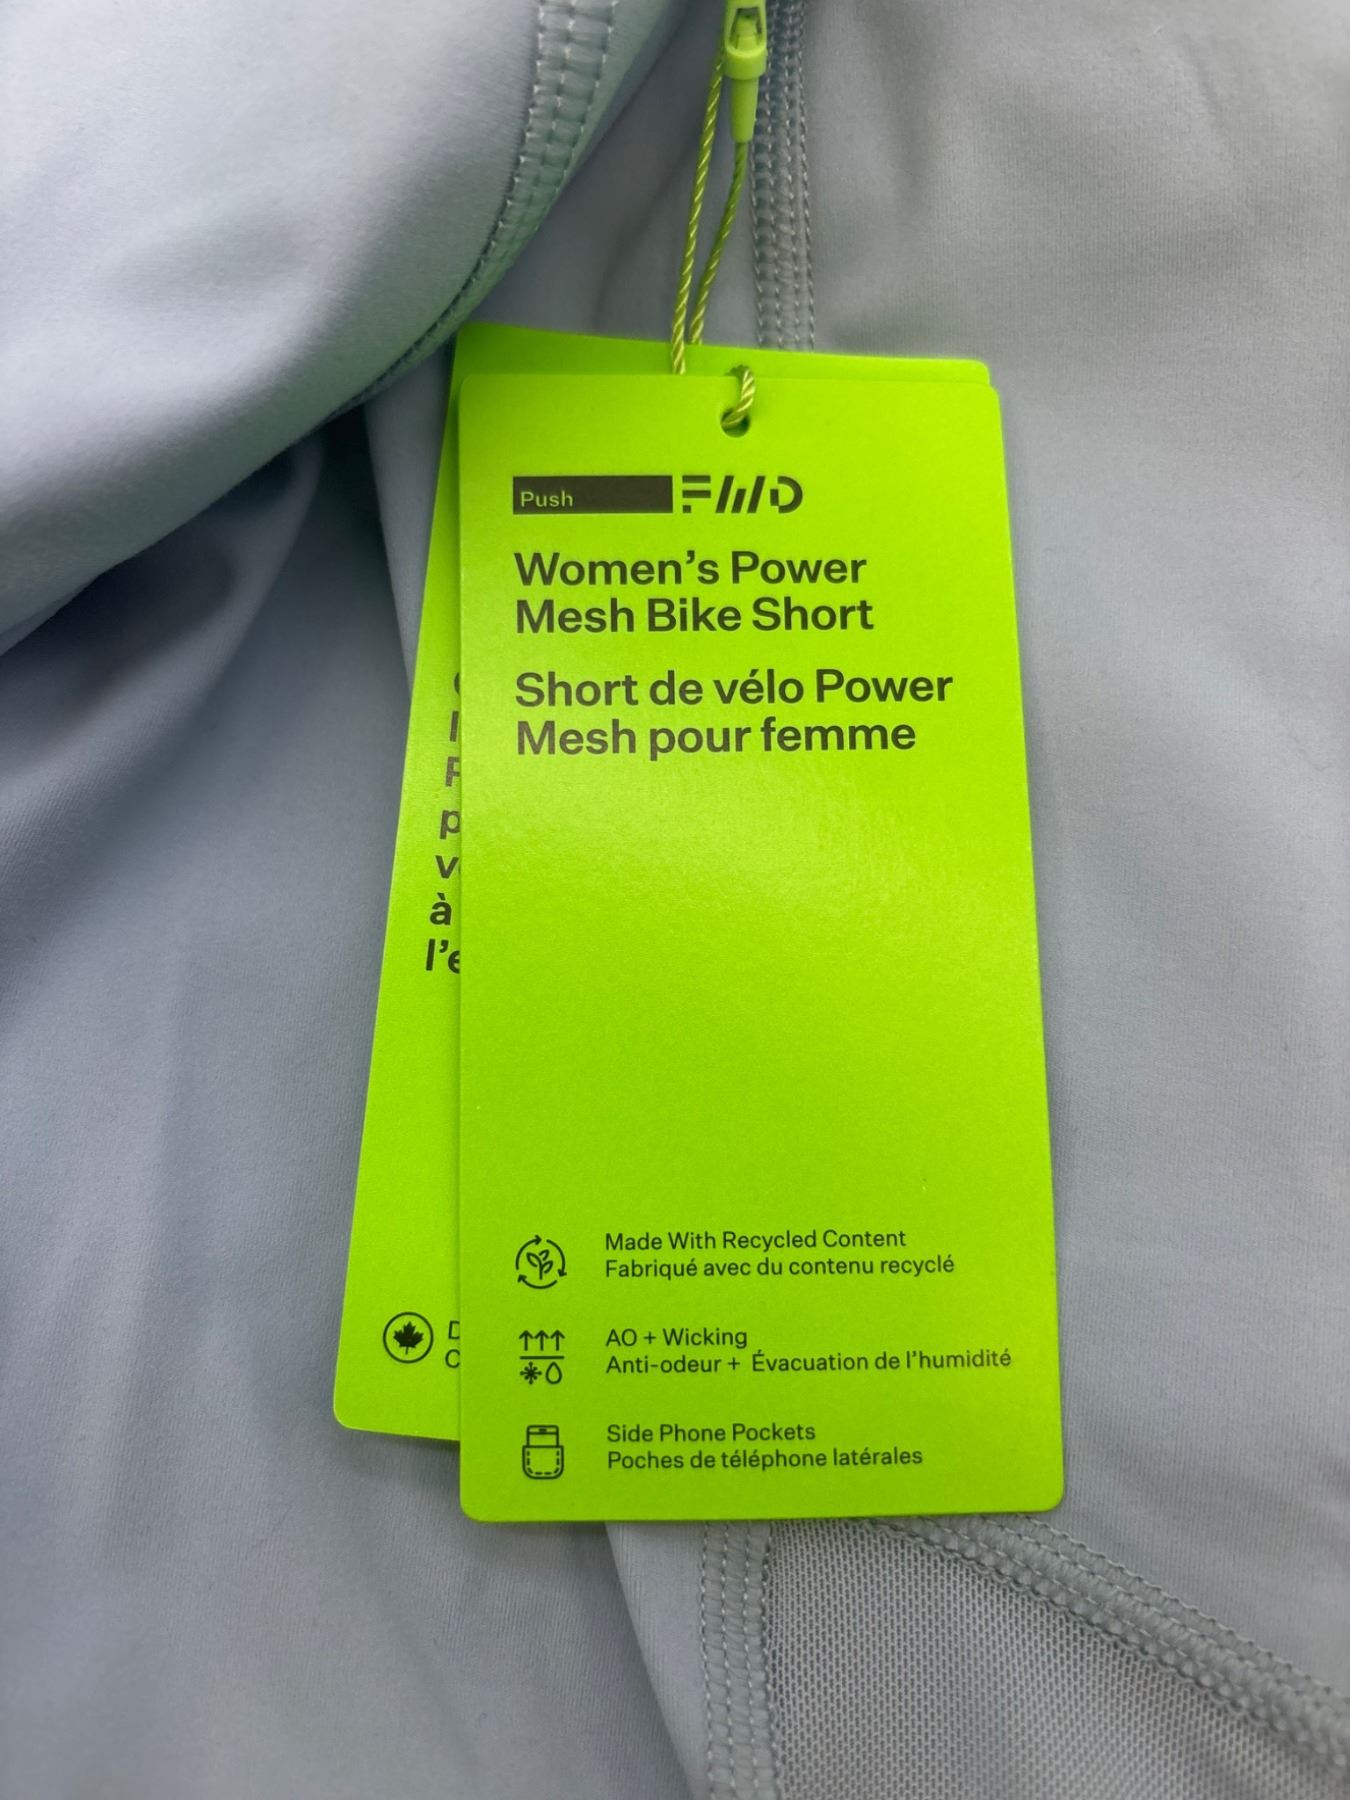 Push FWD
Women's Power
Mesh Bike Short
Short de vélo Power
Mesh pour femme
Made With Recycled Content
Fabriqué avec du contenu recyclé
AO + Wicking
Anti-odeur + Évacuation de l'humidité
Side Phone Pockets
Poches de téléphone latérales
à